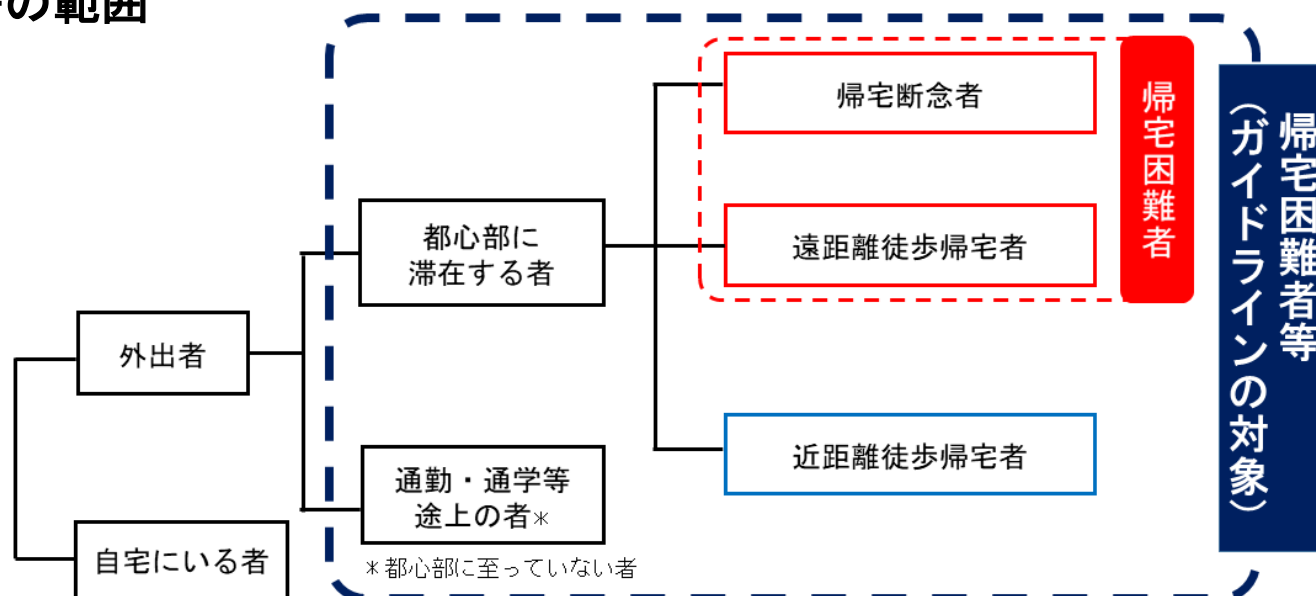 の範囲
帰宅断念者
帰宅困難者
帰宅困難者等
（ガイドラインの対象）
都心部に
滞在する者
遠距離徒歩帰宅者
外出者
近距離徒歩帰宅者
通勤・通学等
途上の者＊
＊都心部に至っていない者
自宅にいる者